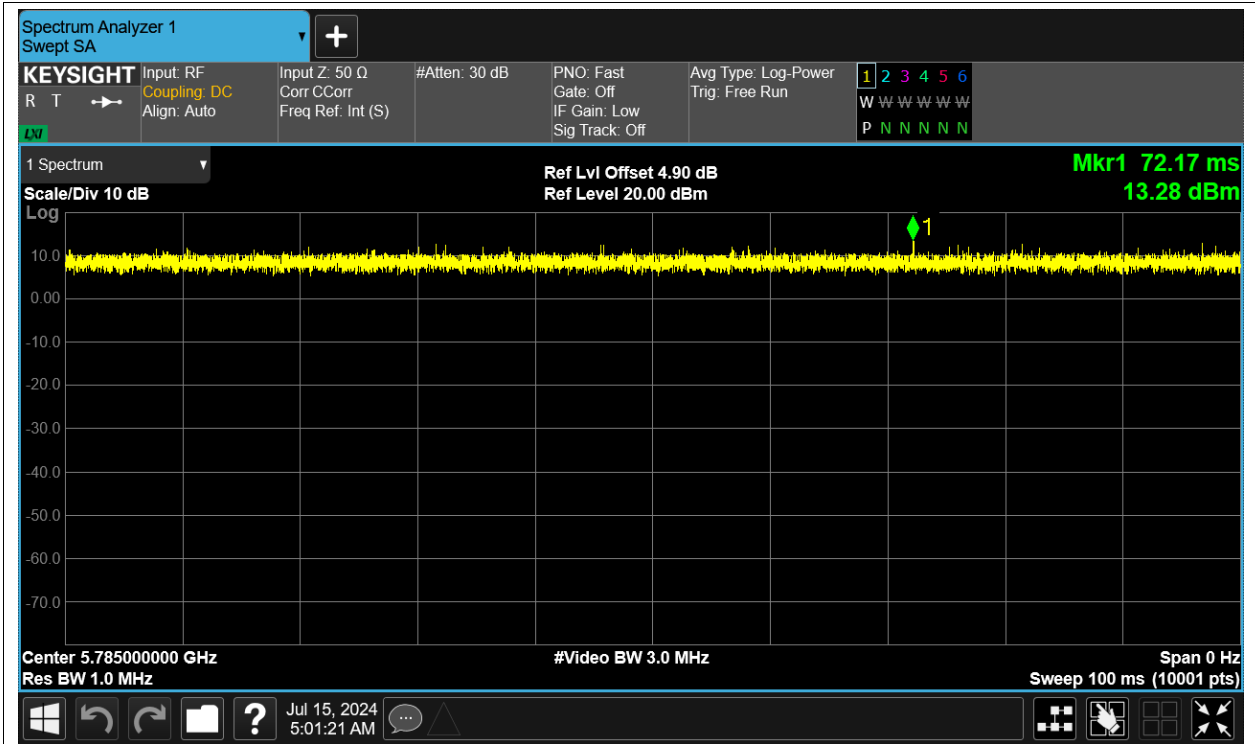 Spectrum Analyzer 1
Swept SA
+
KEYSIGHT
R T
LXI
Input: RF
Coupling: DC
Align: Auto
Input Z: 50 Ω
Corr CCorr
Freq Ref: Int (S)
#Atten: 30 dB
PNO: Fast
Gate: Off
IF Gain: Low
Sig Track: Off
Avg Type: Log-Power
Trig: Free Run
1 2 3 4 5 6
W W W W W W
P N N N N N
1 Spectrum
Scale/Div 10 dB
Log
Ref Lvl Offset 4.90 dB
Ref Level 20.00 dBm
Mkr1 72.17 ms
13.28 dBm
1
10.0
0.00
-10.0
-20.0
-30.0
-40.0
-50.0
-60.0
-70.0
Center 5.785000000 GHz
Res BW 1.0 MHz
#Video BW 3.0 MHz
Span 0 Hz
Sweep 100 ms (10001 pts)
?
Jul 15, 2024
5:01:21 AM